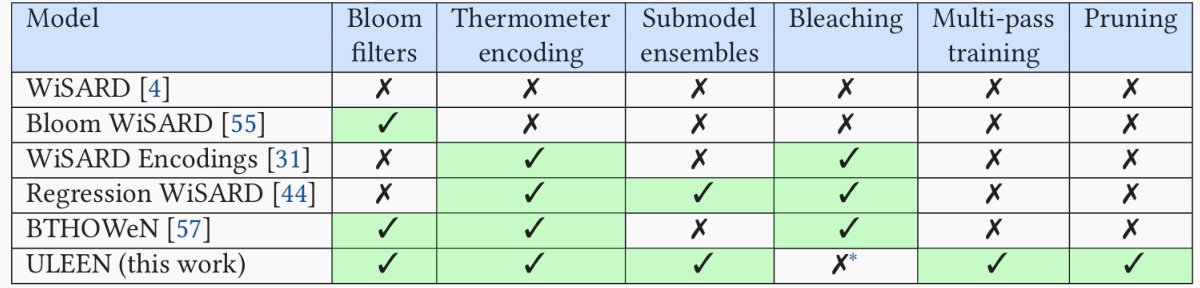 Model Bloom filters Thermometer encoding Submodel ensembles Bleaching Multi-pass training Pruning
WiSARD [4] ✗ ✗ ✗ ✗ ✗ ✗
Bloom WiSARD [55] ✓ ✗ ✗ ✗ ✗ ✗
WiSARD Encodings [31] ✗ ✓ ✗ ✓ ✗ ✗
Regression WiSARD [44] ✗ ✓ ✓ ✓ ✗ ✗
BTHOWeN [57] ✓ ✓ ✗ ✓ ✗ ✗
ULEEN (this work) ✓ ✓ ✓ ✗* ✓ ✓